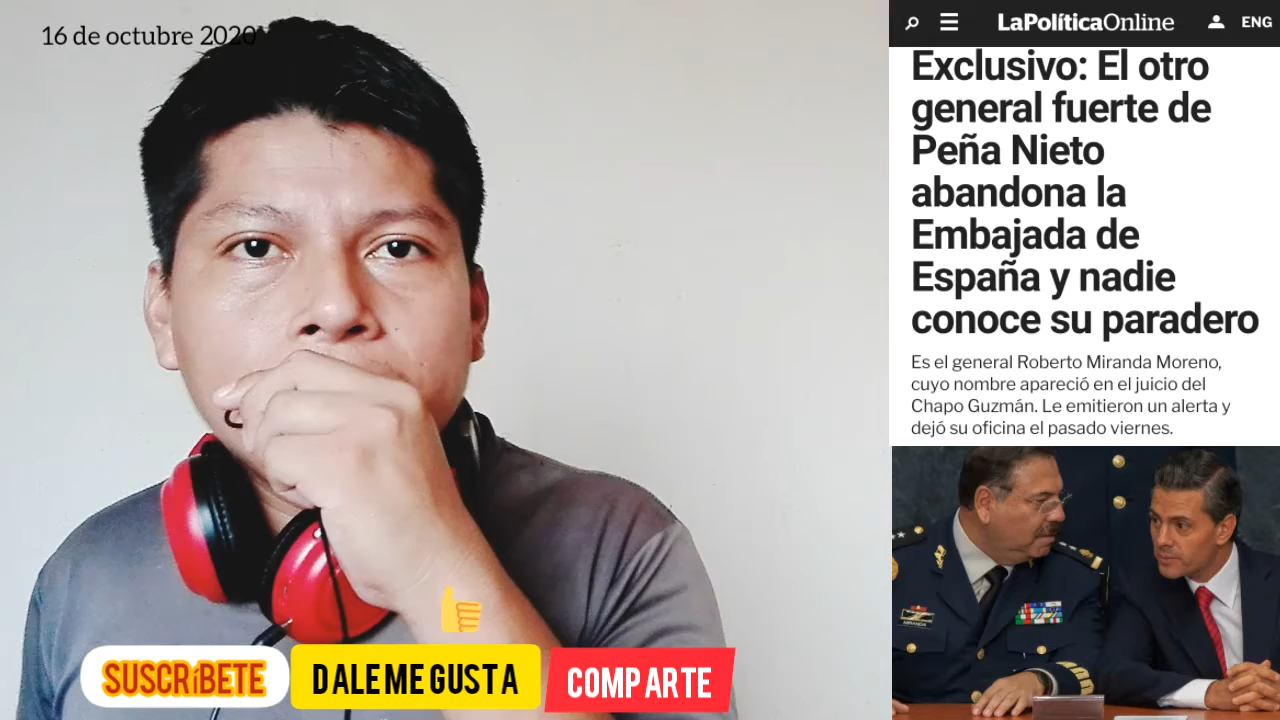 16 de octubre 2020
SUSCRíBETE
DALE ME GUSTA
COMPARTE
LaPolíticaOnline
ENG
Exclusivo: El otro
general fuerte de
Peña Nieto
abandona la
Embajada de
España y nadie
conoce su paradero
Es el general Roberto Miranda Moreno,
cuyo nombre apareció en el juicio del
Chapo Guzmán. Le emitieron un alerta y
dejó su oficina el pasado viernes.
MIRANDA